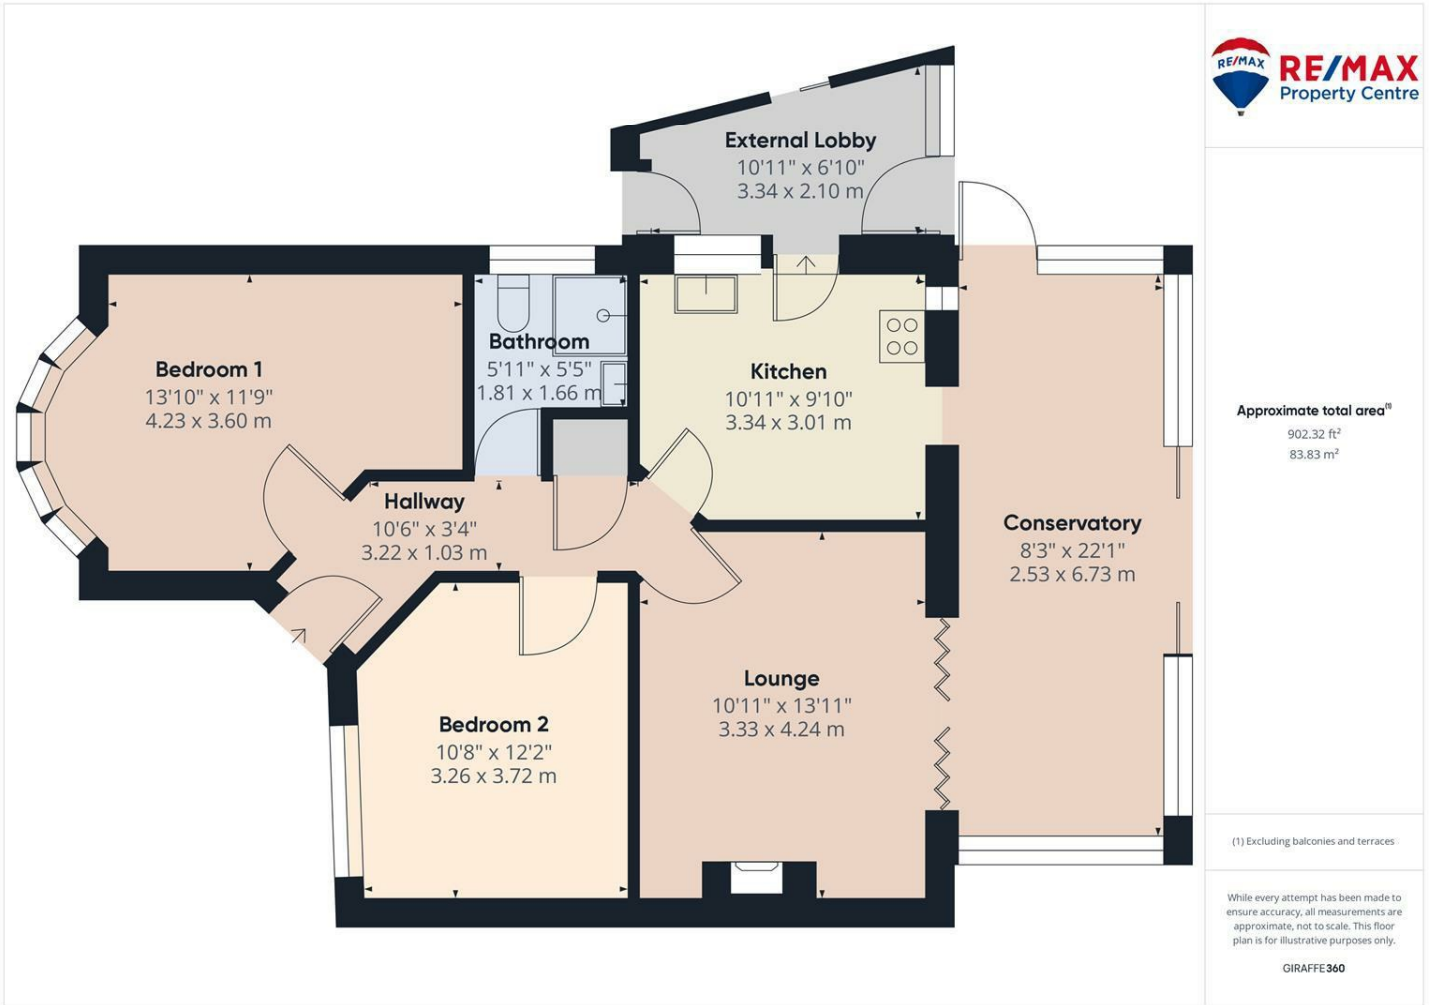 RE/MAX
RE/MAX
Property Centre
External Lobby
10'11" x 6'10"
3.34 x 2.10 m
Bedroom 1
13'10" x 11'9"
4.23 x 3.60 m
Bathroom
5'11" x 5'5"
1.81 x 1.66 m
Kitchen
10'11" x 9'10"
3.34 x 3.01 m
Hallway
10'6" x 3'4"
3.22 x 1.03 m
Conservatory
8'3" x 22'1"
2.53 x 6.73 m
Bedroom 2
10'8" x 12'2"
3.26 x 3.72 m
Lounge
10'11" x 13'11"
3.33 x 4.24 m
Approximate total area(1)
902.32 ft²
83.83 m²
(1) Excluding balconies and terraces
While every attempt has been made to
ensure accuracy, all measurements are
approximate, not to scale. This floor
plan is for illustrative purposes only.
GIRAFFE360